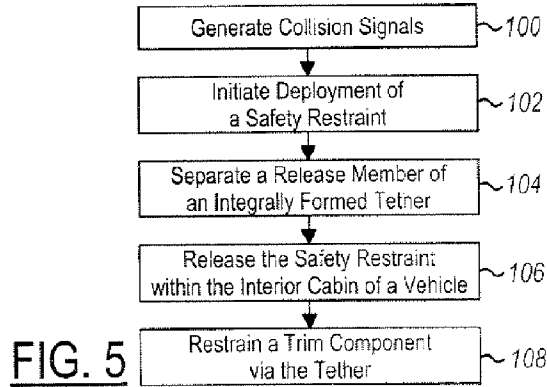 Generate Collision Signals
100
Initiate Deployment of
a Safety Restraint
102
Separate a Release Member of
an Integrally Formed Tether
104
Release the Safety Restraint
within the Interior Cabin of a Vehicle
106
Restrain a Trim Component
via the Tether
108
FIG. 5